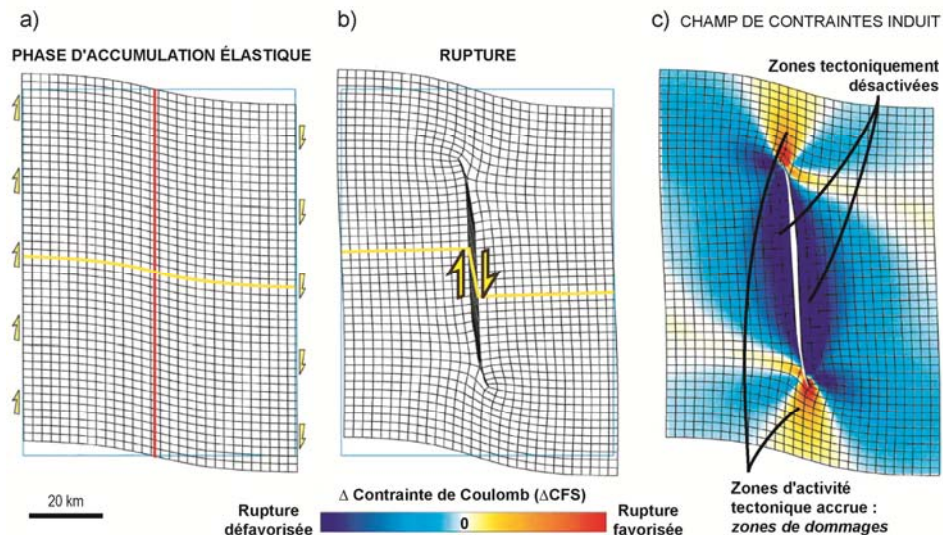 a)
PHASE D'ACCUMULATION ÉLASTIQUE
b)
RUPTURE
c) CHAMP DE CONTRAINTES INDUIT
Zones tectoniquement
désactivées
20 km
Δ Contrainte de Coulomb (ΔCFS)
Rupture
défavorisée
0
Rupture
favorisée
Zones d'activité
tectonique accrue :
zones de dommages